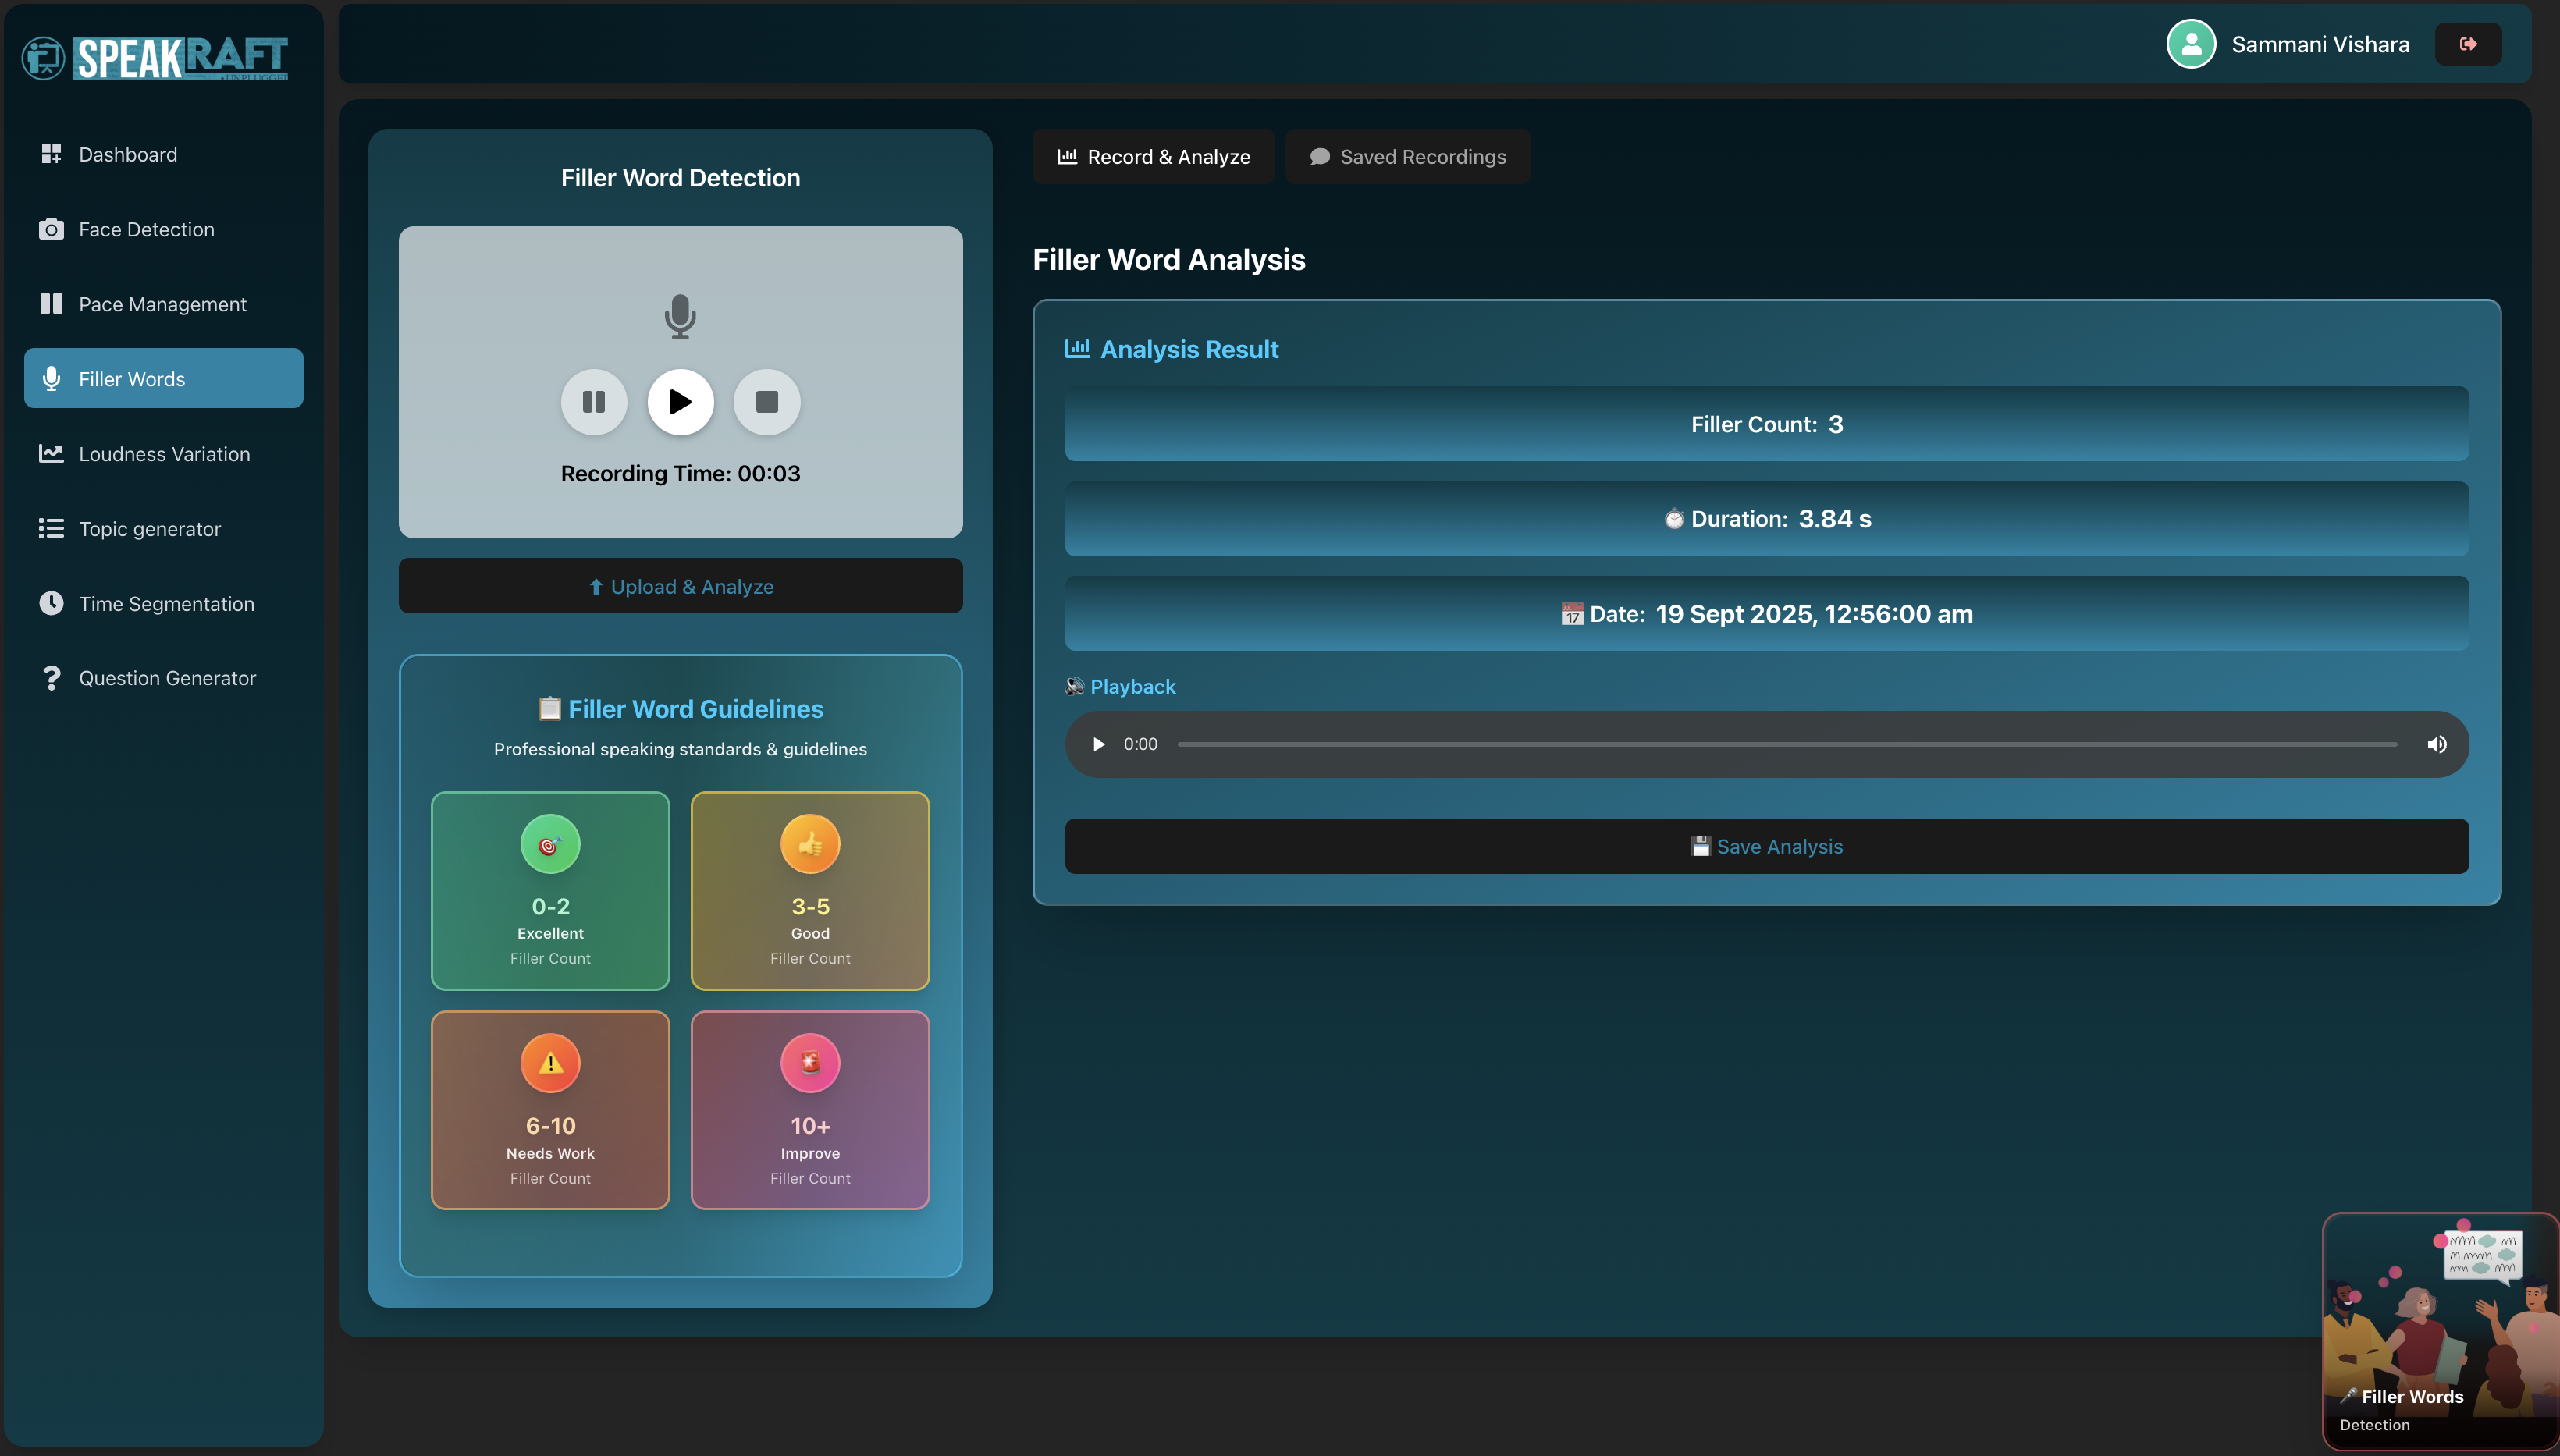 SPEAKRAFT
Sammani Vishara
Dashboard
Face Detection
Pace Management
Filler Words
Loudness Variation
Topic generator
Time Segmentation
Question Generator
Filler Word Detection
Recording Time: 00:03
Upload & Analyze
Filler Word Guidelines
Professional speaking standards & guidelines
0-2
Excellent
Filler Count
3-5
Good
Filler Count
6-10
Needs Work
Filler Count
10+
Improve
Filler Count
Record & Analyze
Saved Recordings
Filler Word Analysis
Analysis Result
Filler Count: 3
Duration: 3.84 s
17 Date: 19 Sept 2025, 12:56:00 am
Playback
0:00
Save Analysis
Filler Words
Detection